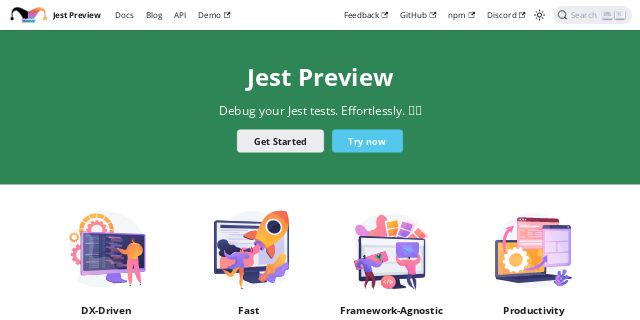 Jest Preview Docs Blog API Demo Feedback GitHub npm Discord Search
Jest Preview
Debug your Jest tests. Effortlessly.
Get Started Try now
DX-Driven Fast Framework-Agnostic Productivity